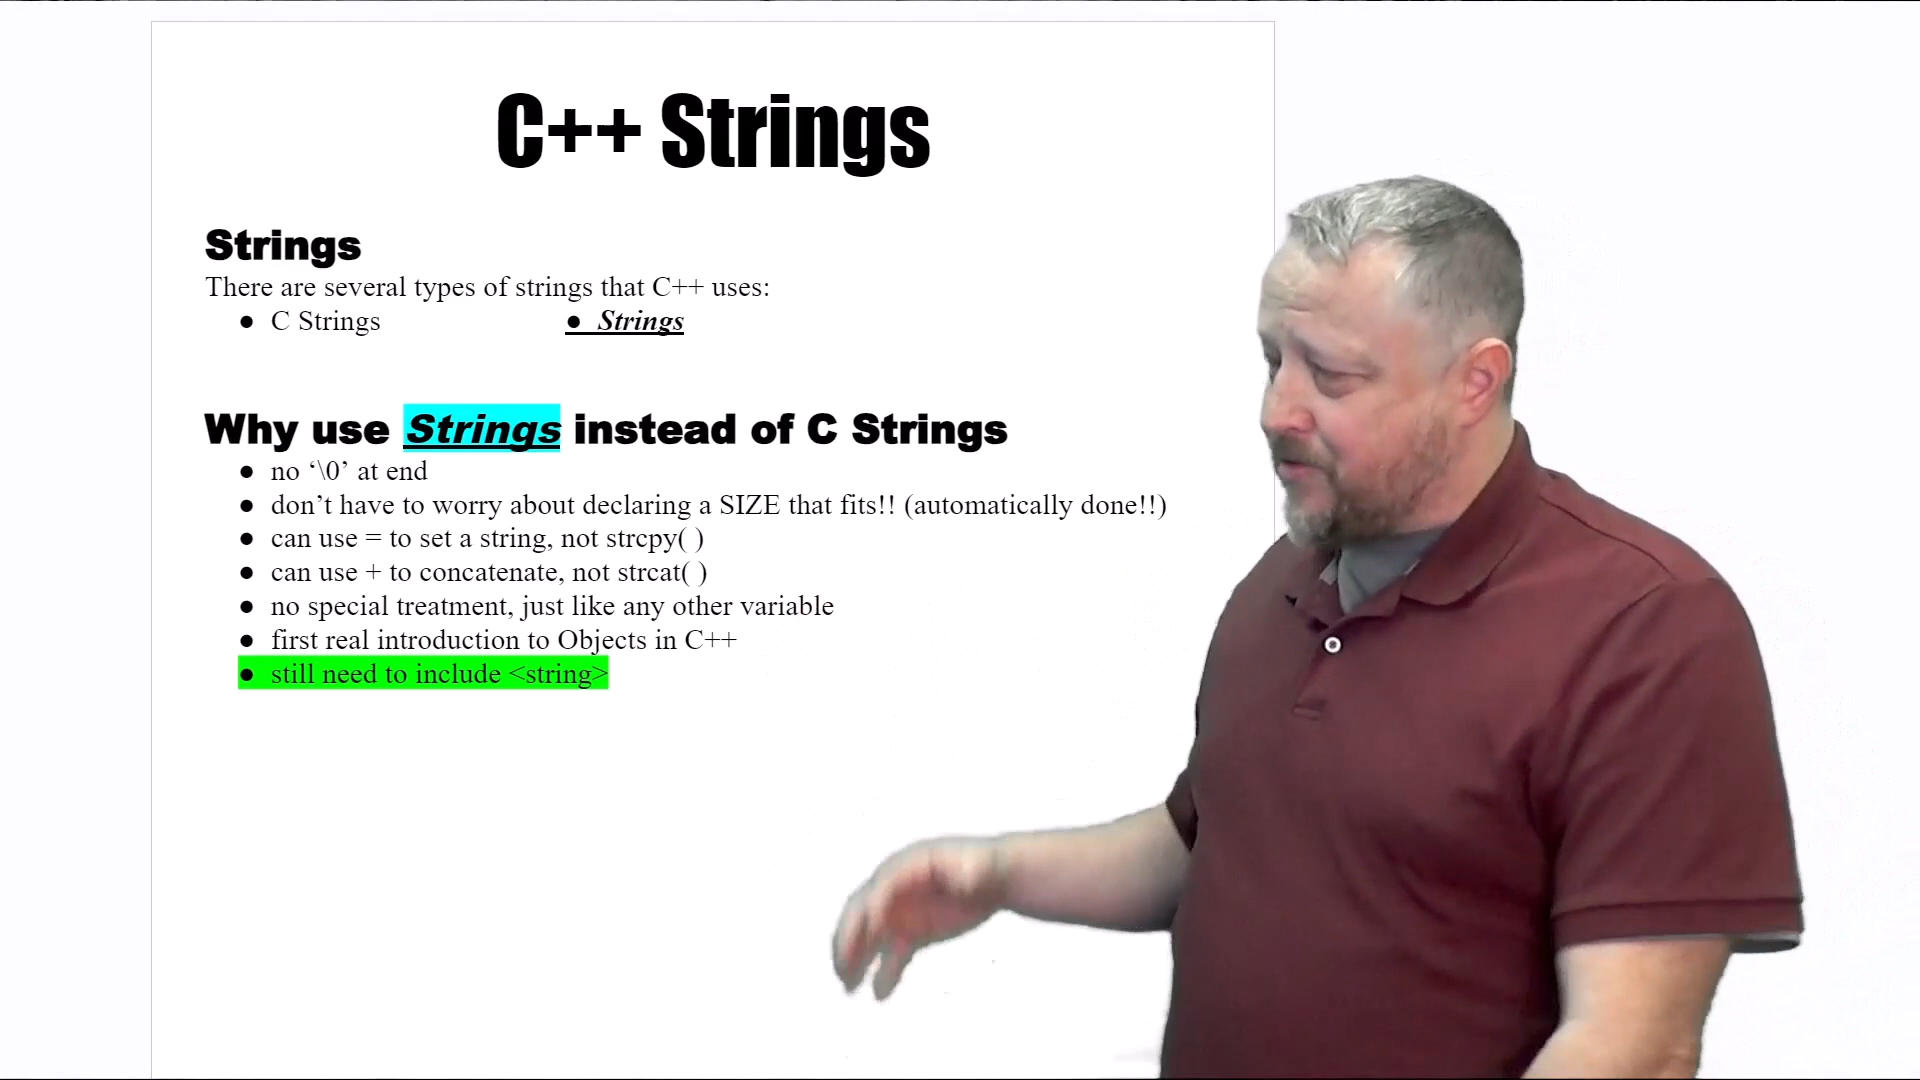 C++ Strings
Strings
There are several types of strings that C++ uses:
● C Strings ● Strings
Why use Strings instead of C Strings
● no ‘\0’ at end
● don’t have to worry about declaring a SIZE that fits!! (automatically done!!)
● can use = to set a string, not strcpy( )
● can use + to concatenate, not strcat( )
● no special treatment, just like any other variable
● first real introduction to Objects in C++
● still need to include <string>